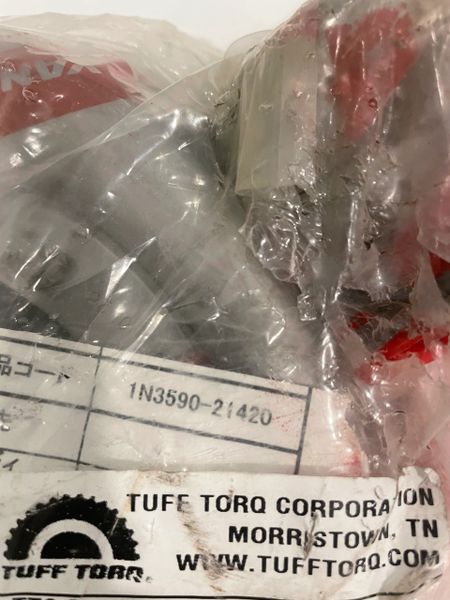 品コード
1N3590-21420
TUFF TORQ CORPORATION
MORRISTOWN, TN
WWW.TUFFTORQ.COM
TUFF TORQ